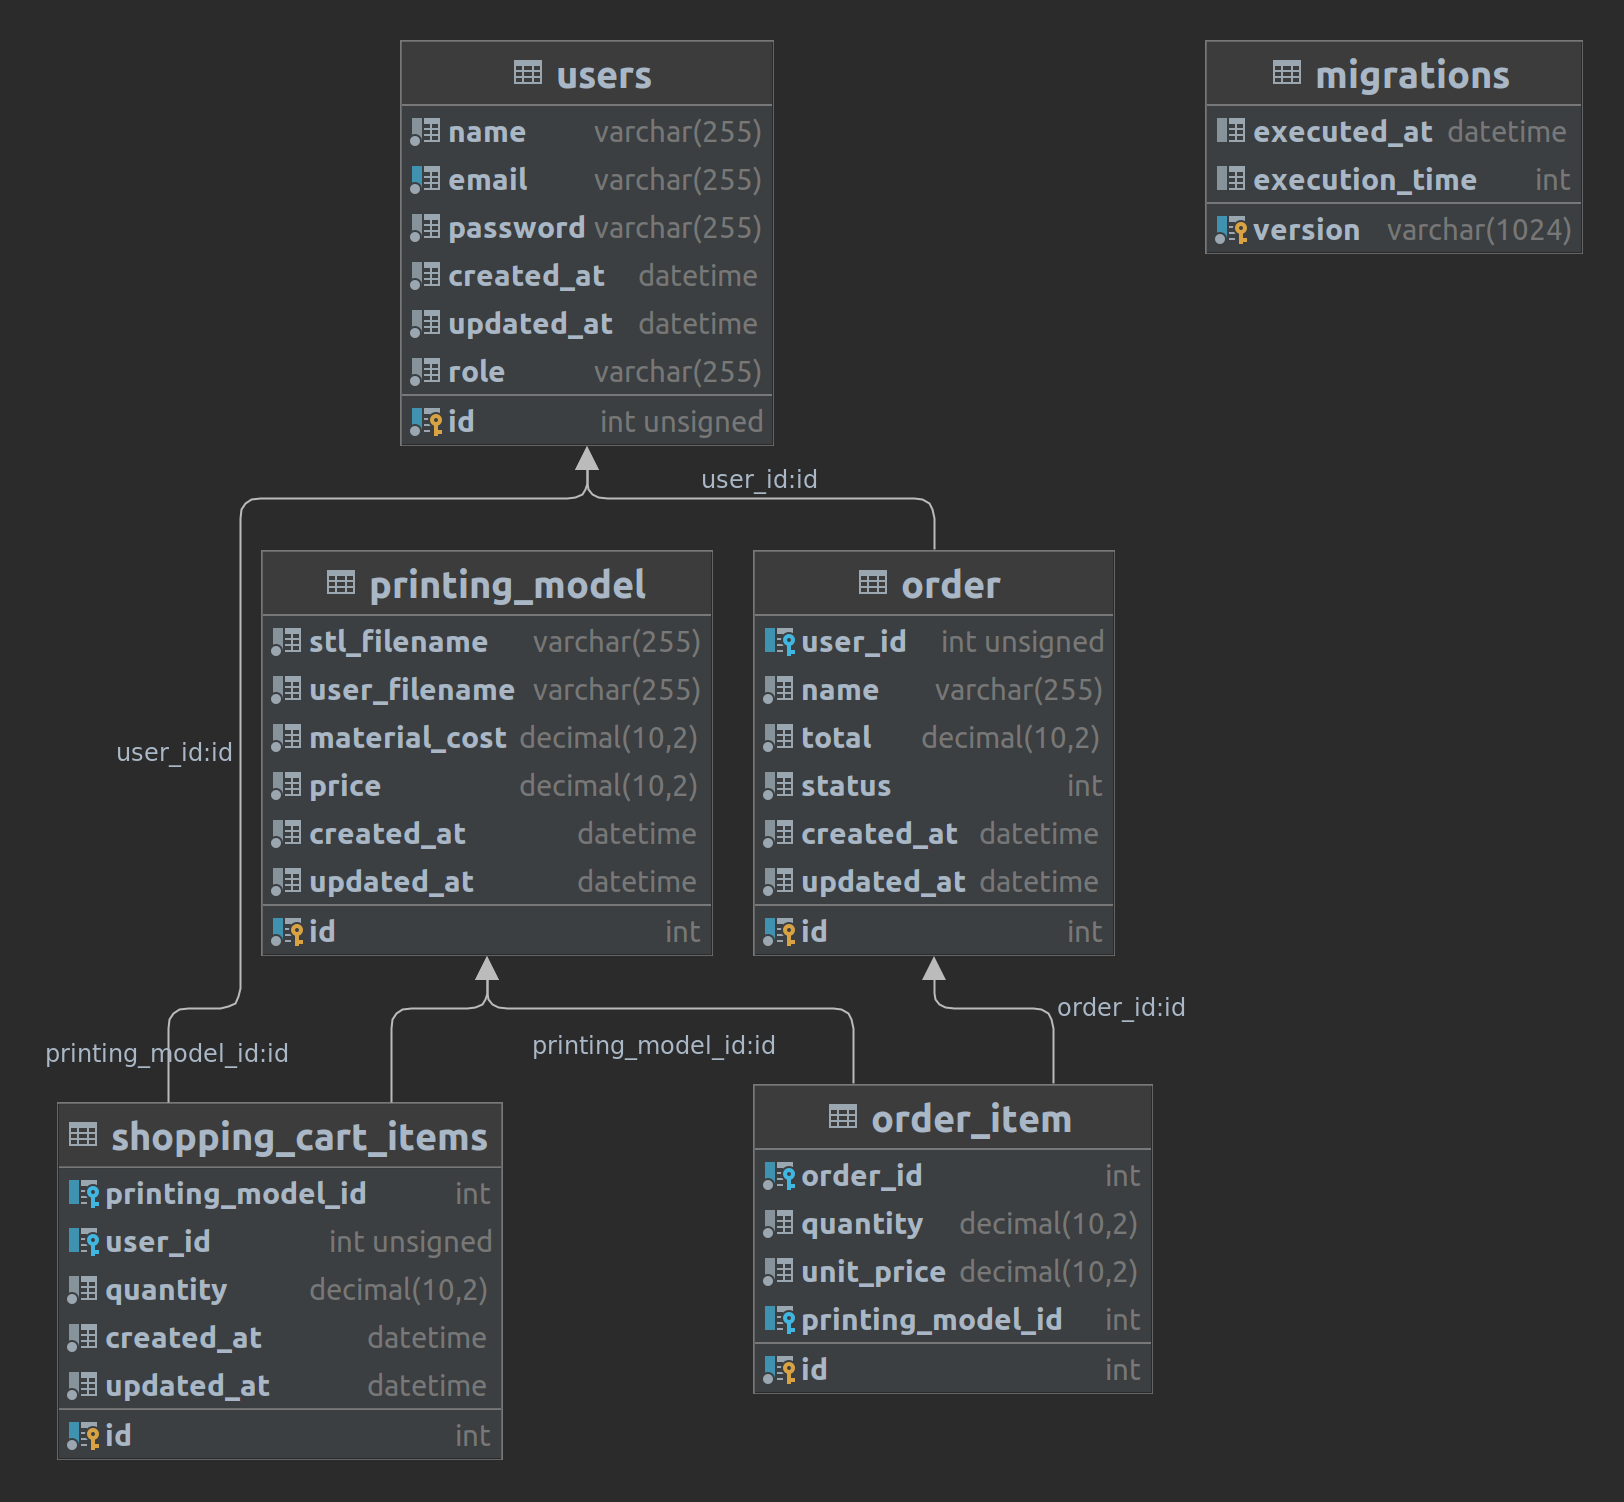 users
name varchar(255)
email varchar(255)
password varchar(255)
created_at datetime
updated_at datetime
role varchar(255)
id int unsigned
migrations
executed_at datetime
execution_time int
version varchar(1024)
user_id:id
user_id:id
printing_model
stl_filename varchar(255)
user_filename varchar(255)
material_cost decimal(10,2)
price decimal(10,2)
created_at datetime
updated_at datetime
id int
order
user_id int unsigned
name varchar(255)
total decimal(10,2)
status int
created_at datetime
updated_at datetime
id int
printing_model_id:id
printing_model_id:id
order_id:id
shopping_cart_items
printing_model_id int
user_id int unsigned
quantity decimal(10,2)
created_at datetime
updated_at datetime
id int
order_item
order_id int
quantity decimal(10,2)
unit_price decimal(10,2)
printing_model_id int
id int